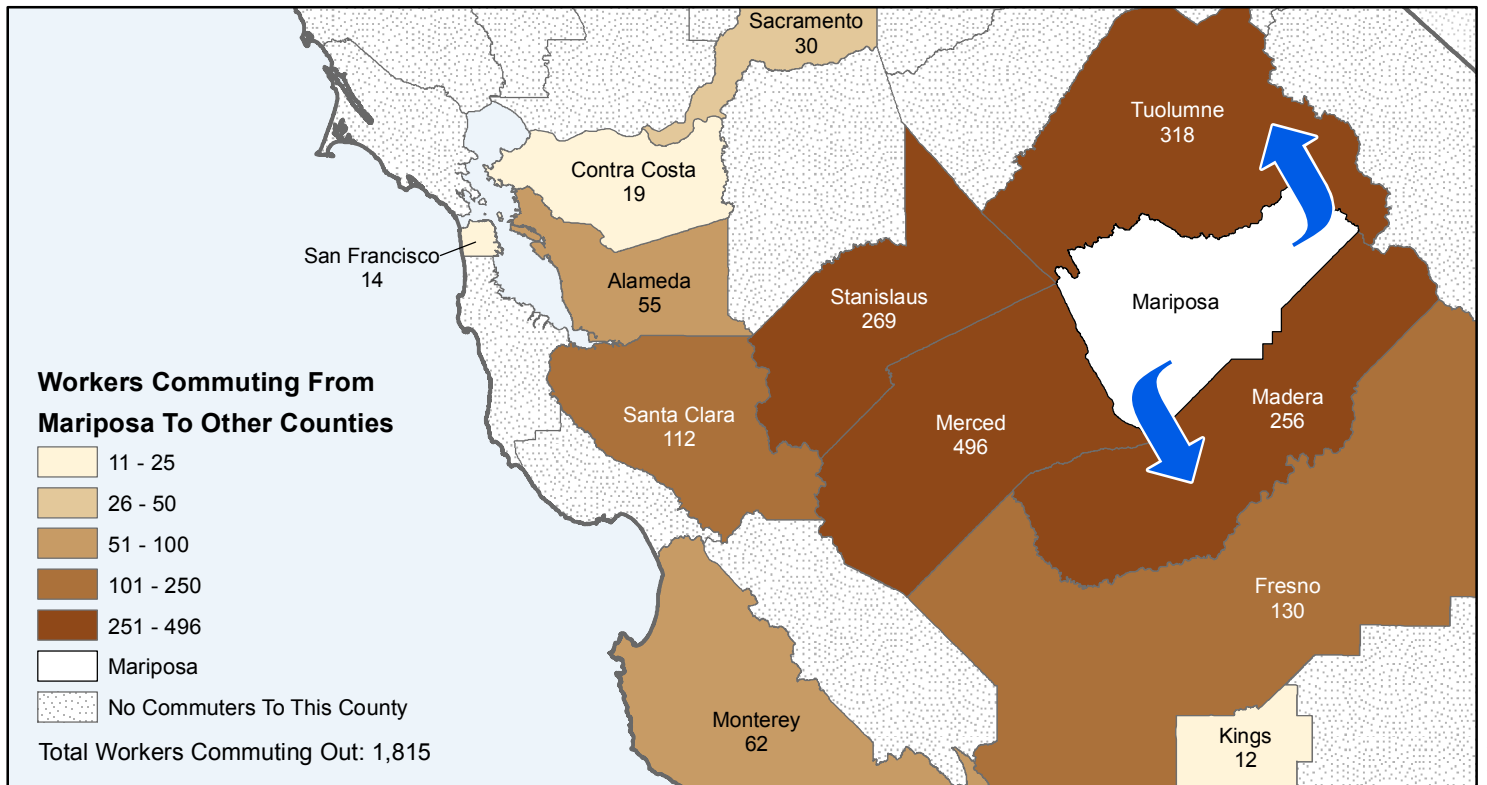 Sacramento
30
Tuolumne
318
Contra Costa
19
San Francisco
14
Alameda
55
Stanislaus
269
Mariposa
Santa Clara
112
Merced
496
Madera
256
Fresno
130
Monterey
62
Kings
12
Workers Commuting From
Mariposa To Other Counties
11 - 25
26 - 50
51 - 100
101 - 250
251 - 496
Mariposa
No Commuters To This County
Total Workers Commuting Out: 1,815